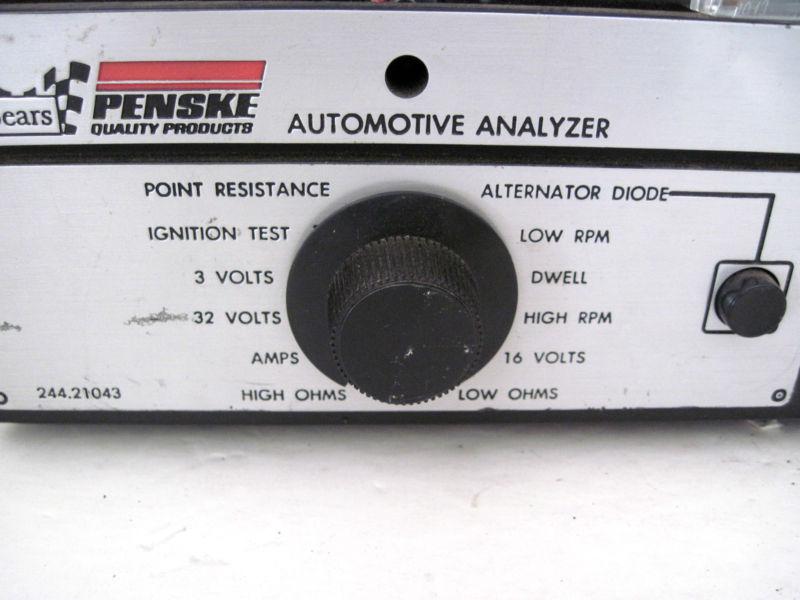 Sears
PENSKE
QUALITY PRODUCTS
AUTOMOTIVE ANALYZER
POINT RESISTANCE
ALTERNATOR DIODE
IGNITION TEST
LOW RPM
3 VOLTS
DWELL
32 VOLTS
HIGH RPM
AMPS
16 VOLTS
244.21043
HIGH OHMS
LOW OHMS